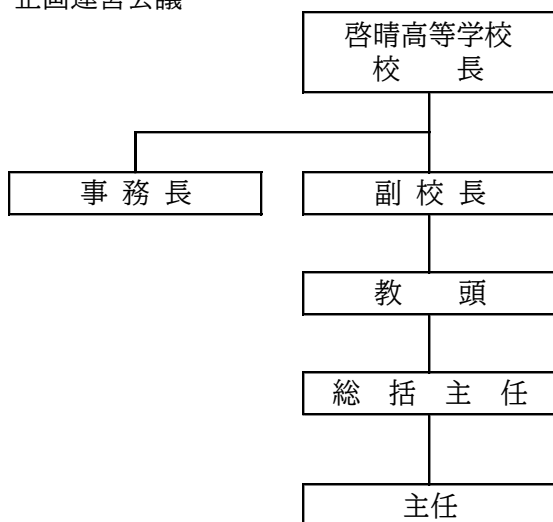 企画運営会議
啓晴高等学校
校　　長
事 務 長
副 校 長
教　　頭
総　括　主　任
主任